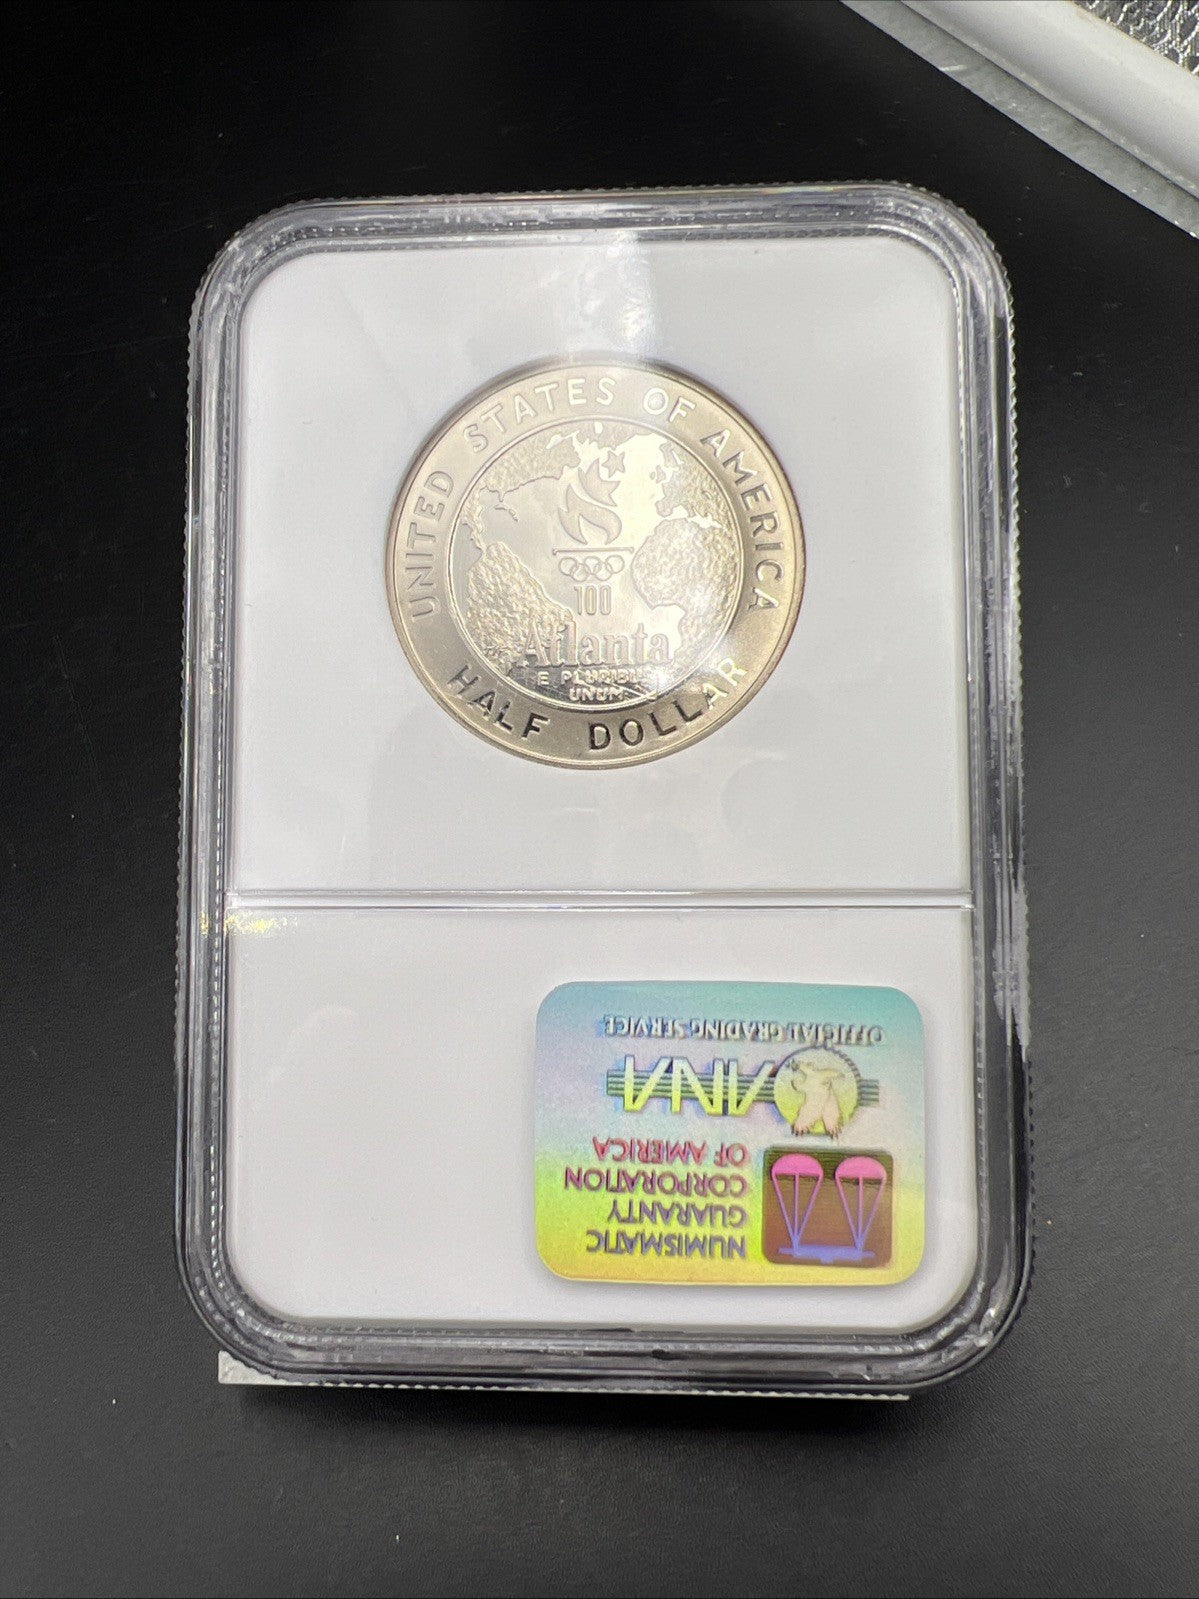 UNITED STATES OF AMERICA
100
Atlanta
E PLURIBUS
UNUM
HALF DOLLAR
NUMISMATIC
GUARANTY
CORPORATION
OF AMERICA
ANA
OFFICIAL GRADING SERVICE